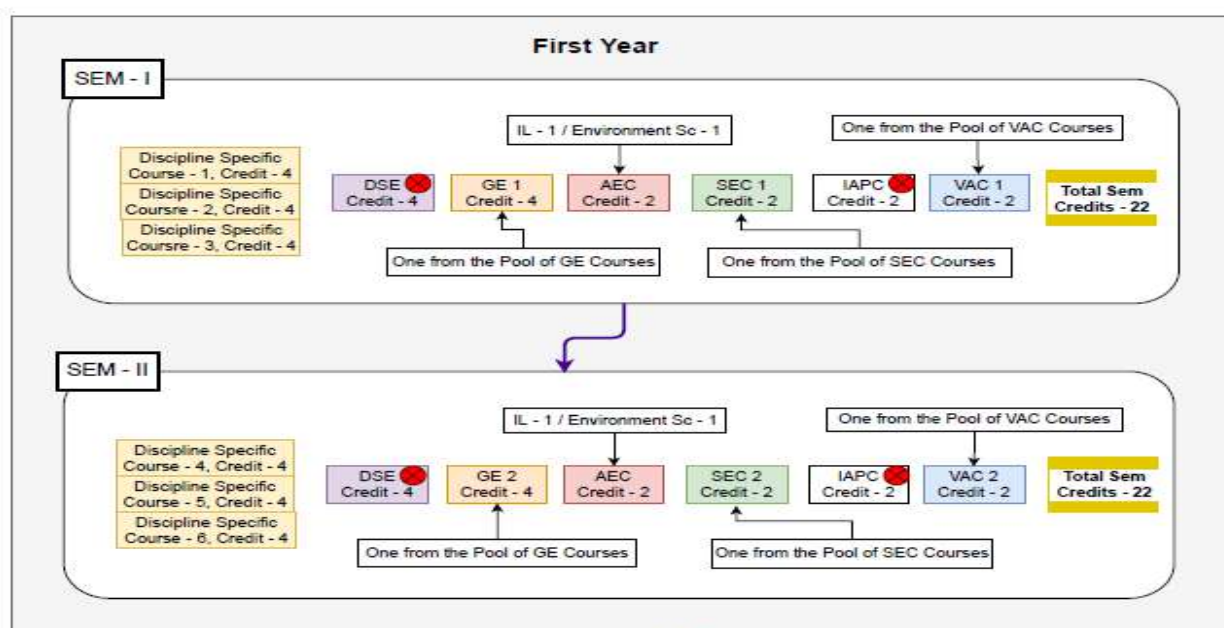 First Year
SEM - I
IL - 1 / Environment Sc - 1
One from the Pool of VAC Courses
Discipline Specific
Course - 1, Credit - 4
Discipline Specific
Coursre - 2, Credit - 4
Discipline Specific
Coursre - 3, Credit - 4
DSE
Credit - 4
GE 1
Credit - 4
AEC
Credit - 2
SEC 1
Credit - 2
IAPC
Credit - 2
VAC 1
Credit - 2
Total Sem
Credits - 22
One from the Pool of GE Courses
One from the Pool of SEC Courses
SEM - II
IL - 1 / Environment Sc - 1
One from the Pool of VAC Courses
Discipline Specific
Course - 4, Credit - 4
Discipline Specific
Course - 5, Credit - 4
Discipline Specific
Course - 6, Credit - 4
DSE
Credit - 4
GE 2
Credit - 4
AEC
Credit - 2
SEC 2
Credit - 2
IAPC
Credit - 2
VAC 2
Credit - 2
Total Sem
Credits - 22
One from the Pool of GE Courses
One from the Pool of SEC Courses